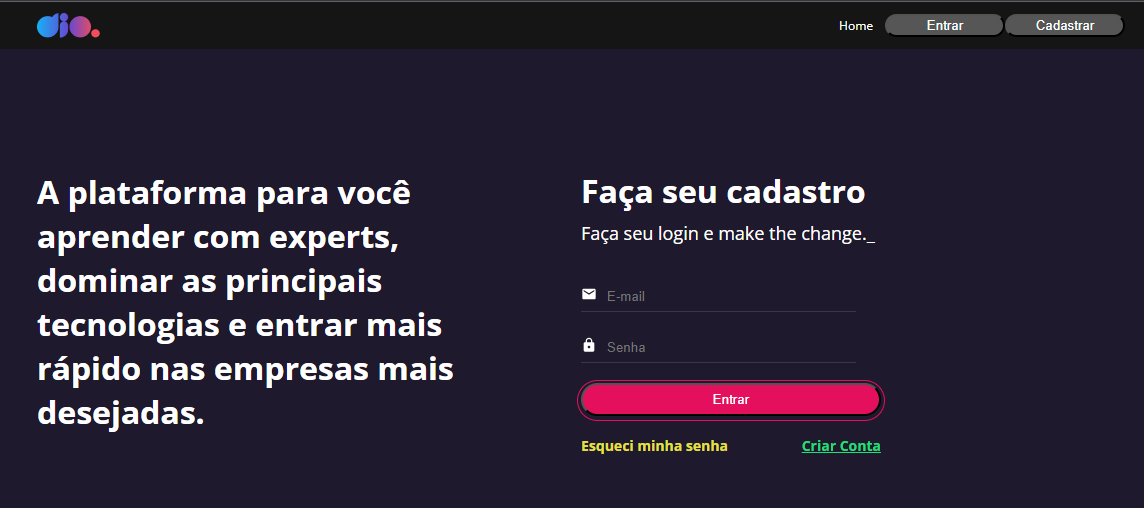 dio.
Home
Entrar
Cadastrar
A plataforma para você
aprender com experts,
dominar as principais
tecnologias e entrar mais
rápido nas empresas mais
desejadas.
Faça seu cadastro
Faça seu login e make the change._
E-mail
Senha
Entrar
Esqueci minha senha
Criar Conta